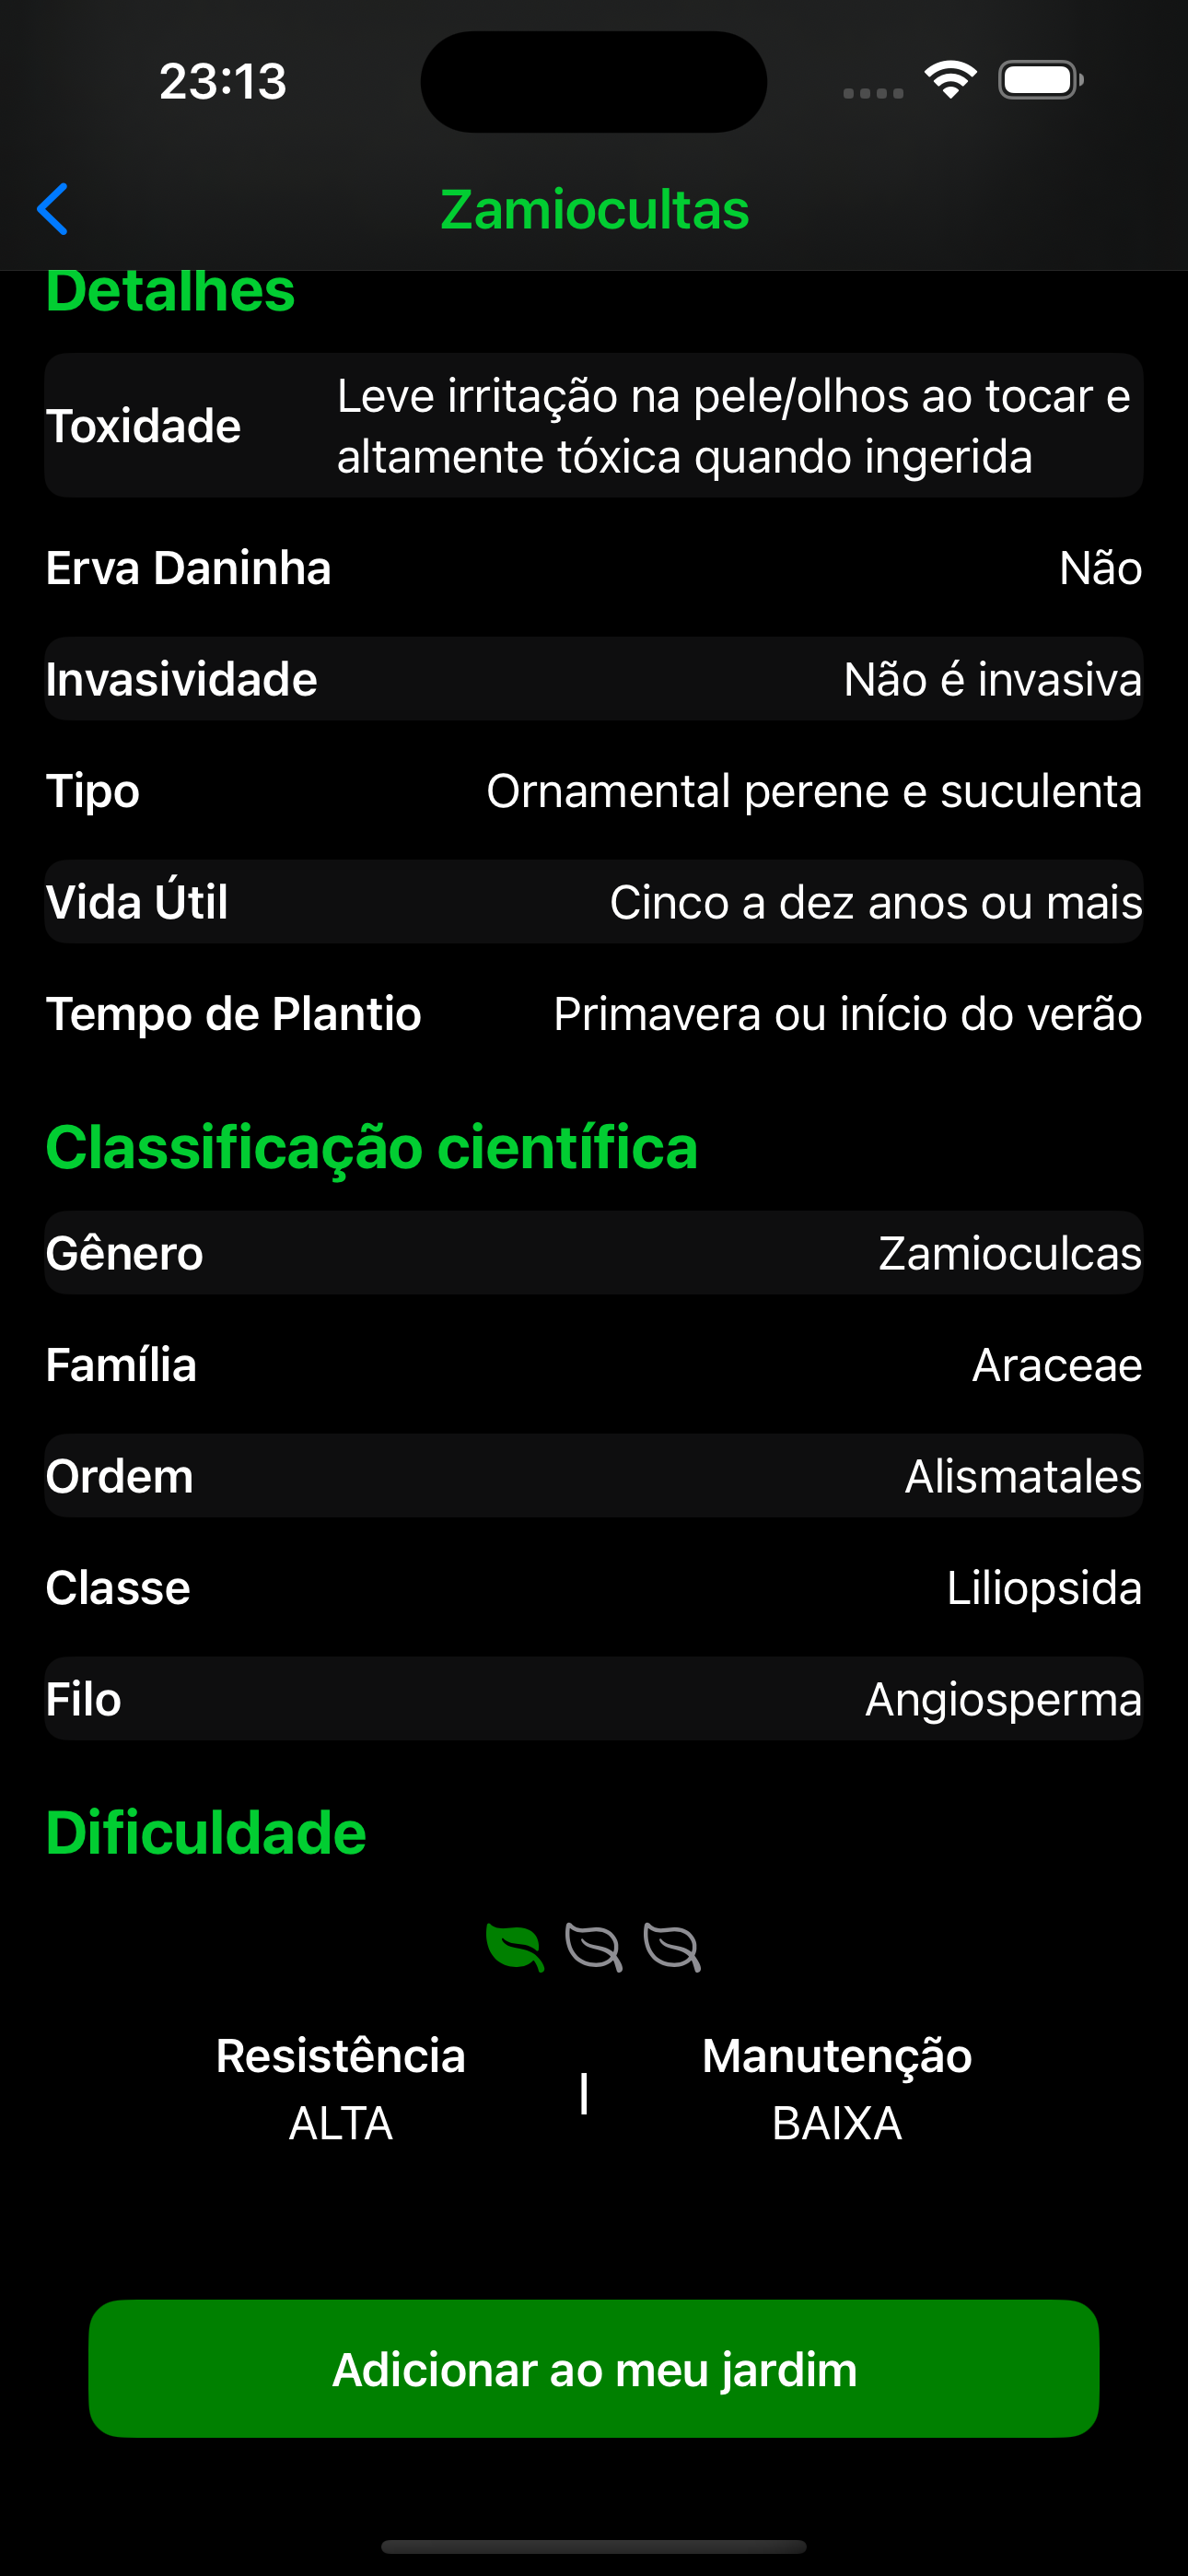 23:13
Zamiocultas
Detalhes
Toxidade
Leve irritação na pele/olhos ao tocar e
altamente tóxica quando ingerida
Erva Daninha Não
Invasividade Não é invasiva
Tipo Ornamental perene e suculenta
Vida Útil Cinco a dez anos ou mais
Tempo de Plantio Primavera ou início do verão
Classificação científica
Gênero Zamioculcas
Família Araceae
Ordem Alismatales
Classe Liliopsida
Filo Angiosperma
Dificuldade
Resistência | Manutenção
ALTA BAIXA
Adicionar ao meu jardim